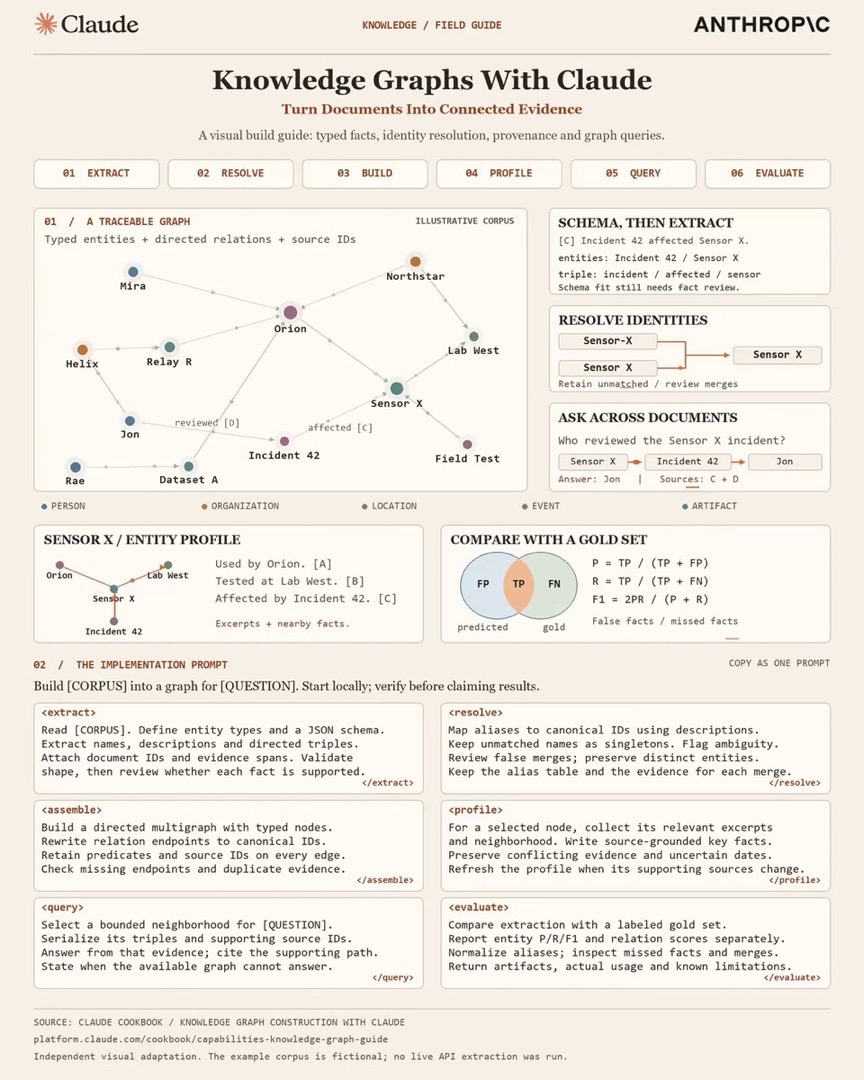 Claude
KNOWLEDGE / FIELD GUIDE
ANTHROP\C
Knowledge Graphs With Claude
Turn Documents Into Connected Evidence
A visual build guide: typed facts, identity resolution, provenance and graph queries.
01 EXTRACT
02 RESOLVE
03 BUILD
04 PROFILE
05 QUERY
06 EVALUATE
01 / A TRACEABLE GRAPH
ILLUSTRATIVE CORPUS
Typed entities + directed relations + source IDs
Mira
Northstar
Orion
Lab West
Helix
Relay R
Sensor X
Jon
reviewed [D]
affected [C]
Incident 42
Field Test
Rae
Dataset A
PERSON
ORGANIZATION
LOCATION
EVENT
ARTIFACT
SCHEMA, THEN EXTRACT
[C] Incident 42 affected Sensor X.
entities: Incident 42 / Sensor X
triple: incident / affected / sensor
Schema fit still needs fact review.
RESOLVE IDENTITIES
Sensor-X
Sensor X
Sensor X
Retain unmatched / review merges
ASK ACROSS DOCUMENTS
Who reviewed the Sensor X incident?
Sensor X
Incident 42
Jon
Answer: Jon | Sources: C + D
SENSOR X / ENTITY PROFILE
Orion
Lab West
Sensor X
Incident 42
Used by Orion. [A]
Tested at Lab West. [B]
Affected by Incident 42. [C]
Excerpts + nearby facts.
COMPARE WITH A GOLD SET
FP
TP
FN
predicted
gold
P = TP / (TP + FP)
R = TP / (TP + FN)
F1 = 2PR / (P + R)
False facts / missed facts
02 / THE IMPLEMENTATION PROMPT
COPY AS ONE PROMPT
Build [CORPUS] into a graph for [QUESTION]. Start locally; verify before claiming results.
<extract>
Read [CORPUS]. Define entity types and a JSON schema.
Extract names, descriptions and directed triples.
Attach document IDs and evidence spans. Validate
shape, then review whether each fact is supported.
</extract>
<resolve>
Map aliases to canonical IDs using descriptions.
Keep unmatched names as singletons. Flag ambiguity.
Review false merges; preserve distinct entities.
Keep the alias table and the evidence for each merge.
</resolve>
<assemble>
Build a directed multigraph with typed nodes.
Rewrite relation endpoints to canonical IDs.
Retain predicates and source IDs on every edge.
Check missing endpoints and duplicate evidence.
</assemble>
<profile>
For a selected node, collect its relevant excerpts
and neighborhood. Write source-grounded key facts.
Preserve conflicting evidence and uncertain dates.
Refresh the profile when its supporting sources change.
</profile>
<query>
Select a bounded neighborhood for [QUESTION].
Serialize its triples and supporting source IDs.
Answer from that evidence; cite the supporting path.
State when the available graph cannot answer.
</query>
<evaluate>
Compare extraction with a labeled gold set.
Report entity P/R/F1 and relation scores separately.
Normalize aliases; inspect missed facts and merges.
Return artifacts, actual usage and known limitations.
</evaluate>
SOURCE: CLAUDE COOKBOOK / KNOWLEDGE GRAPH CONSTRUCTION WITH CLAUDE
platform.claude.com/cookbook/capabilities-knowledge-graph-guide
Independent visual adaptation. The example corpus is fictional; no live API extraction was run.